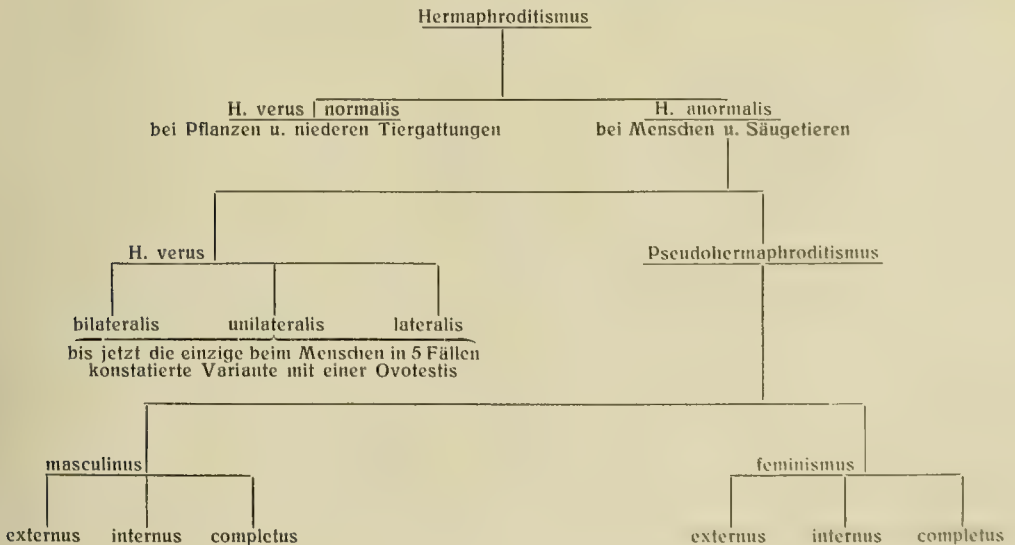 Hermaphroditismus
H. verus | normalis
bei Pflanzen u. niederen Tiergattungen
H. anormalis
bei Menschen u. Säugetieren
H. verus
Pseudohermaphroditismus
bilateralis unilateralis lateralis
bis jetzt die einzige beim Menschen in 5 Fällen
konstatierte Variante mit einer Ovotestis
masculinus
feminismus
externus internus completus
externus internus completus